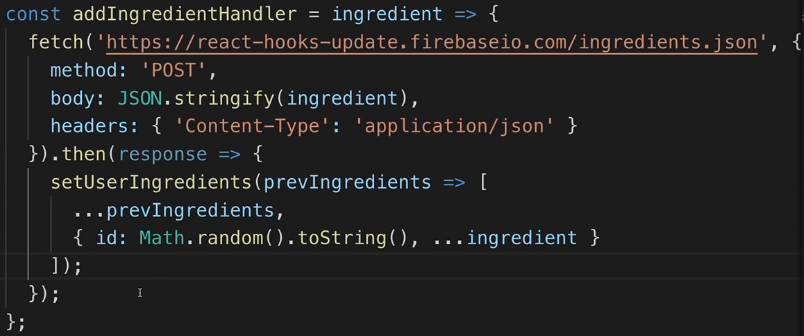 const addIngredientHandler = ingredient => {
fetch('https://react-hooks-update.firebaseio.com/ingredients.json', {
method: 'POST',
body: JSON.stringify(ingredient),
headers: { 'Content-Type': 'application/json' }
}).then(response => {
setUserIngredients(prevIngredients => [
...prevIngredients,
{ id: Math.random().toString(), ...ingredient }
]);
});
};